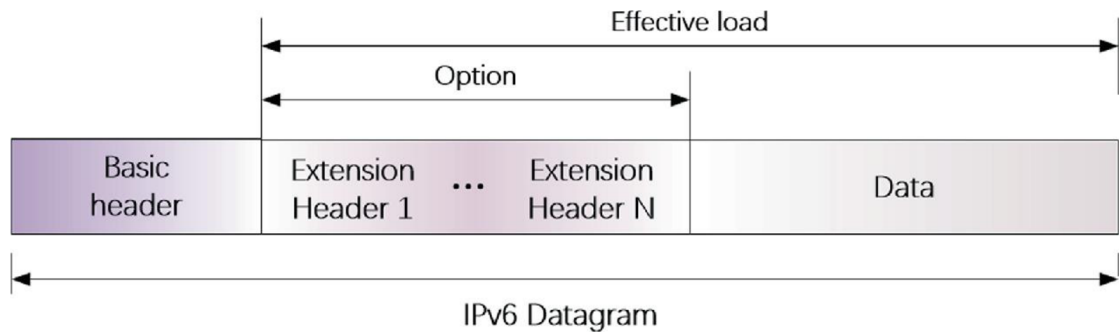 Effective load
Option
Basic
header
Extension
Header 1
...
Extension
Header N
Data
IPv6 Datagram